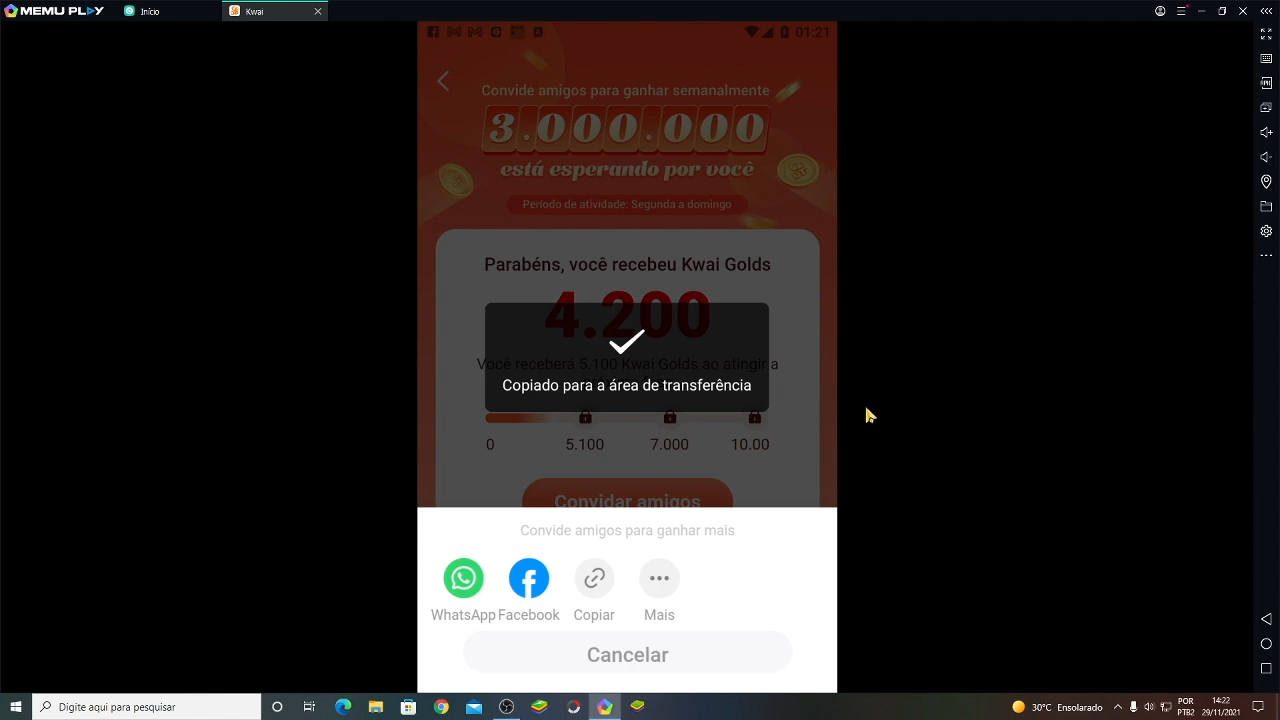 MEMU PLAY
Início
Kwai
01:21
Convide amigos para ganhar semanalmente
3.000.000
está esperando por você
Período de atividade: Segunda a domingo
Parabéns, você recebeu Kwai Golds
4.200
Você receberá 5.100 Kwai Golds ao atingir a
Copiado para a área de transferência
0 5.100 7.000 10.00
Convidar amigos
Convide amigos para ganhar mais
WhatsApp Facebook Copiar Mais
Cancelar
Digite aqui para pesquisar
30°C Ensolarado
POR
PTB2
14:22
29/11/2021